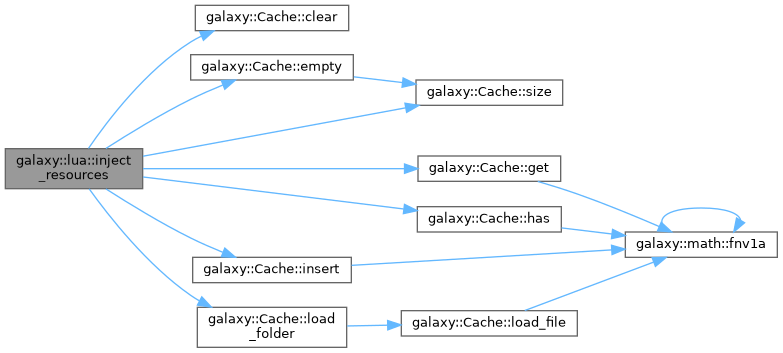 galaxy::Cache::clear
galaxy::Cache::empty
galaxy::Cache::size
galaxy::lua::inject
_resources
galaxy::Cache::get
galaxy::Cache::has
galaxy::math::fnv1a
galaxy::Cache::insert
galaxy::Cache::load
_folder
galaxy::Cache::load_file